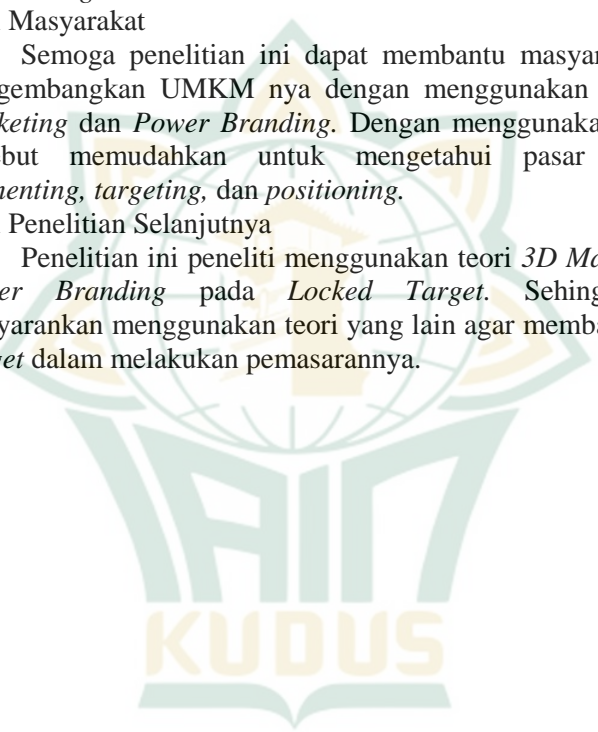 Masyarakat
Semoga penelitian ini dapat membantu masyar
gembangkan UMKM nya dengan menggunakan
keting dan Power Branding. Dengan menggunaka
ebut memudahkan untuk mengetahui pasar
menting, targeting, dan positioning.
Penelitian Selanjutnya
Penelitian ini peneliti menggunakan teori 3D Ma
er Branding pada Locked Target. Sehing
yarankan menggunakan teori yang lain agar memba
get dalam melakukan pemasarannya.
IAIN
KUDUS